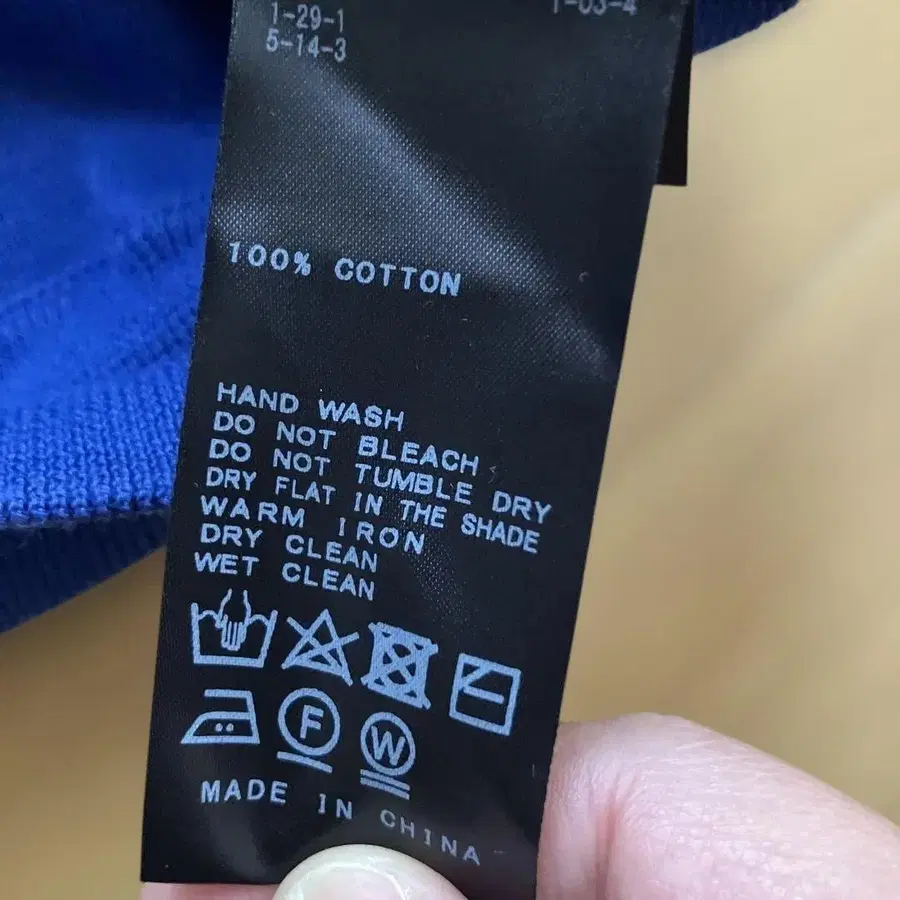 1-29-1
1-03-4
5-14-3
100% COTTON
HAND WASH
DO NOT BLEACH
DO NOT TUMBLE DRY
DRY FLAT IN THE SHADE
WARM IRON
DRY CLEAN
WET CLEAN
F
W
MADE IN CHINA